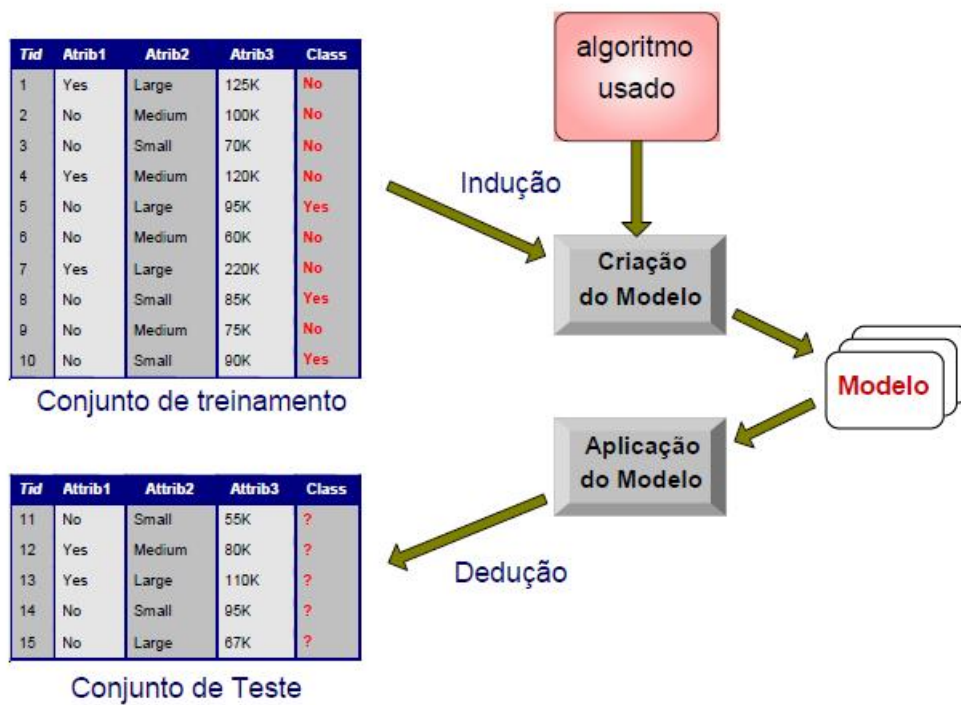 Tid Atrib1 Atrib2 Atrib3 Class
1 Yes Large 125K No
2 No Medium 100K No
3 No Small 70K No
4 Yes Medium 120K No
5 No Large 95K Yes
6 No Medium 60K No
7 Yes Large 220K No
8 No Small 85K Yes
9 No Medium 75K No
10 No Small 90K Yes
Conjunto de treinamento
algoritmo
usado
Indução
Criação
do Modelo
Modelo
Aplicação
do Modelo
Dedução
Tid Attrib1 Attrib2 Attrib3 Class
11 No Small 55K ?
12 Yes Medium 80K ?
13 Yes Large 110K ?
14 No Small 95K ?
15 No Large 67K ?
Conjunto de Teste